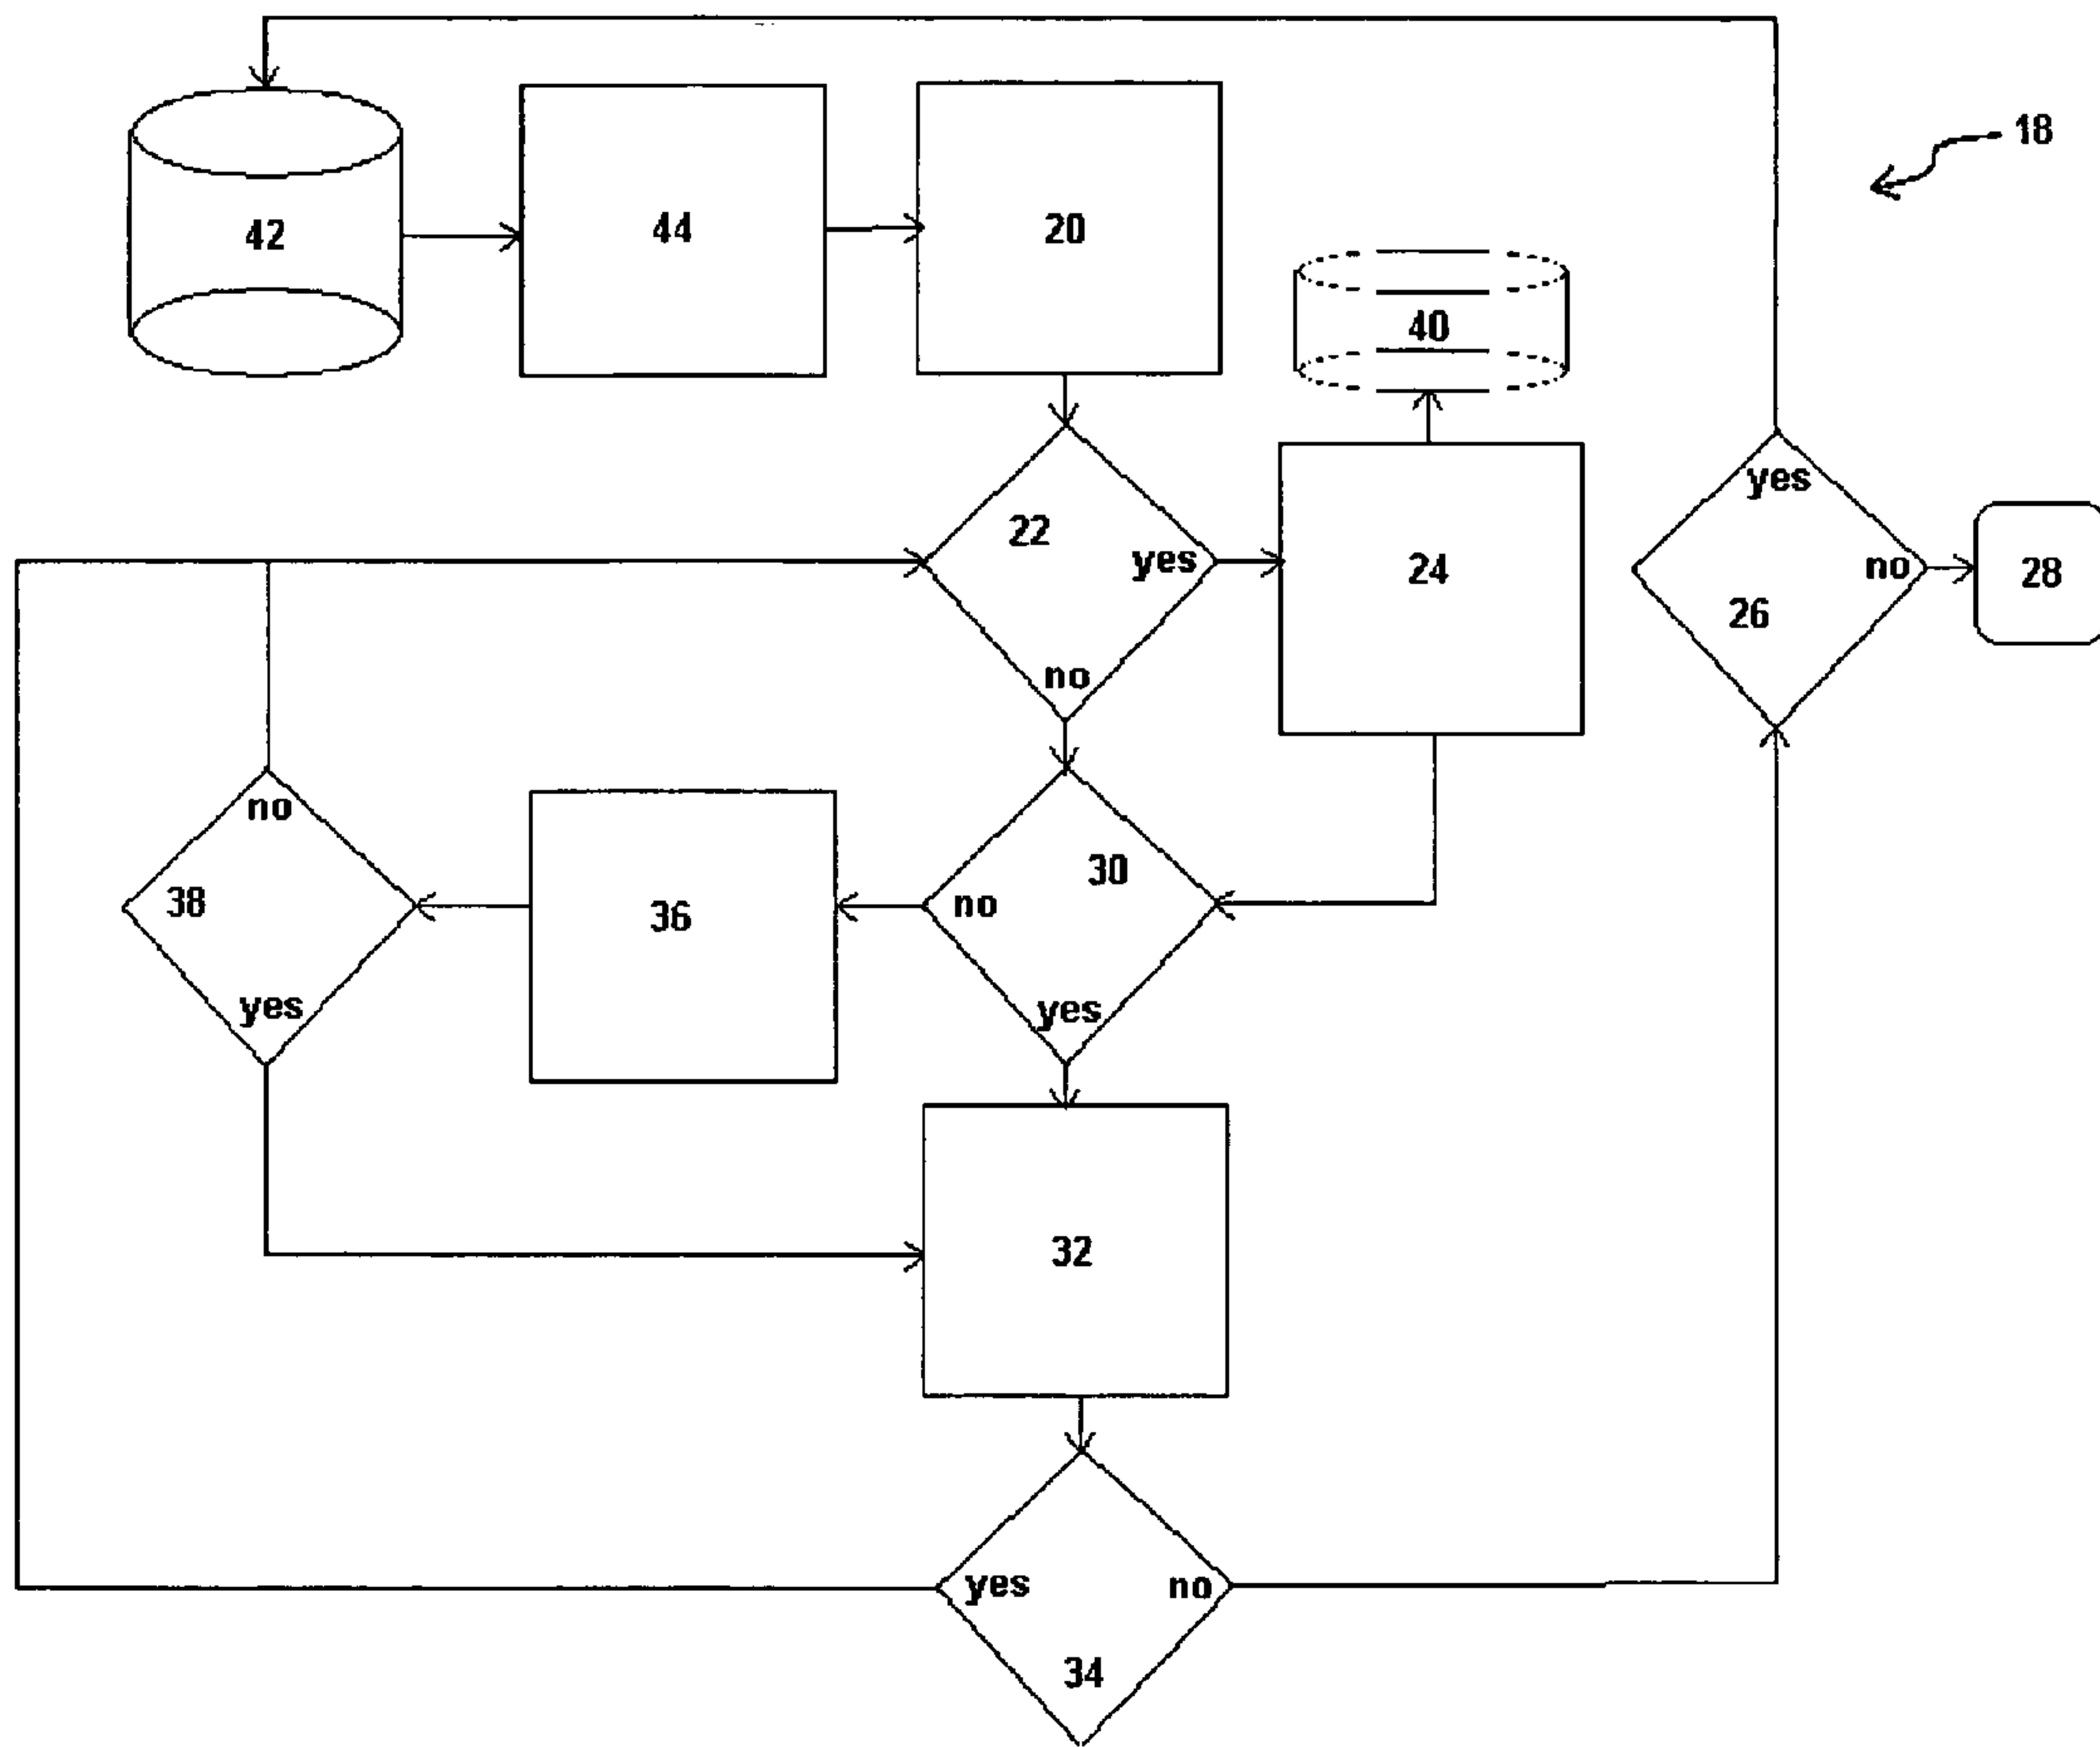 18
42
44
20
40
22
yes
no
24
yes
26
no
28
no
38
yes
36
30
no
yes
32
yes
no
34